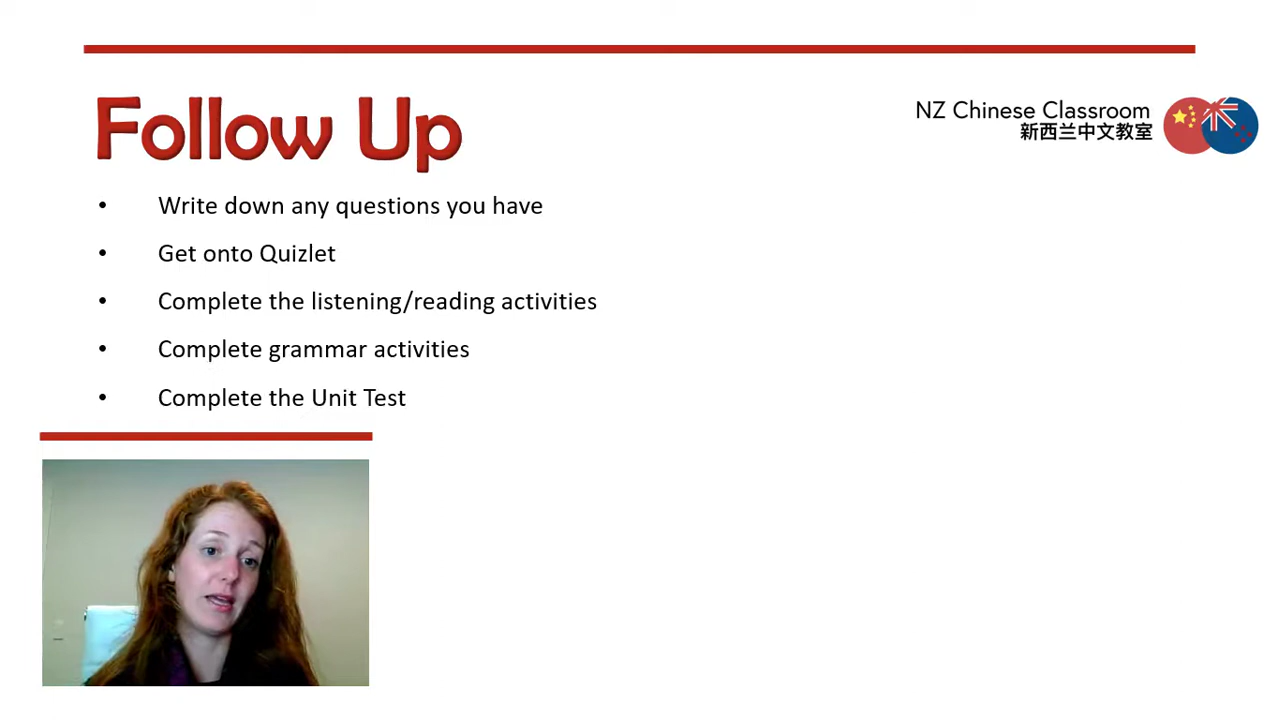 Follow Up
NZ Chinese Classroom
新西兰中文教室
• Write down any questions you have
• Get onto Quizlet
• Complete the listening/reading activities
• Complete grammar activities
• Complete the Unit Test